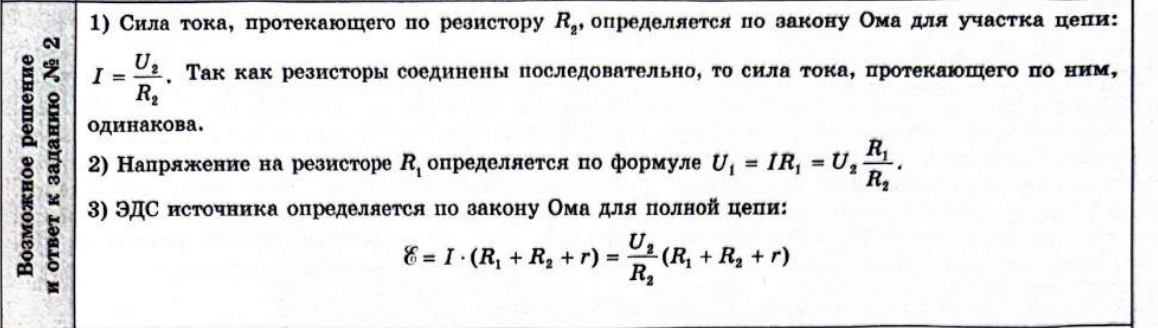 Возможное решение
и ответ к заданию № 2
1) Сила тока, протекающего по резистору R₂, определяется по закону Ома для участка цепи:
I = U₂/R₂. Так как резисторы соединены последовательно, то сила тока, протекающего по ним,
одинакова.
2) Напряжение на резисторе R₁ определяется по формуле U₁ = IR₁ = U₂ R₁/R₂.
3) ЭДС источника определяется по закону Ома для полной цепи:
ℰ = I · (R₁ + R₂ + r) = U₂/R₂ (R₁ + R₂ + r)